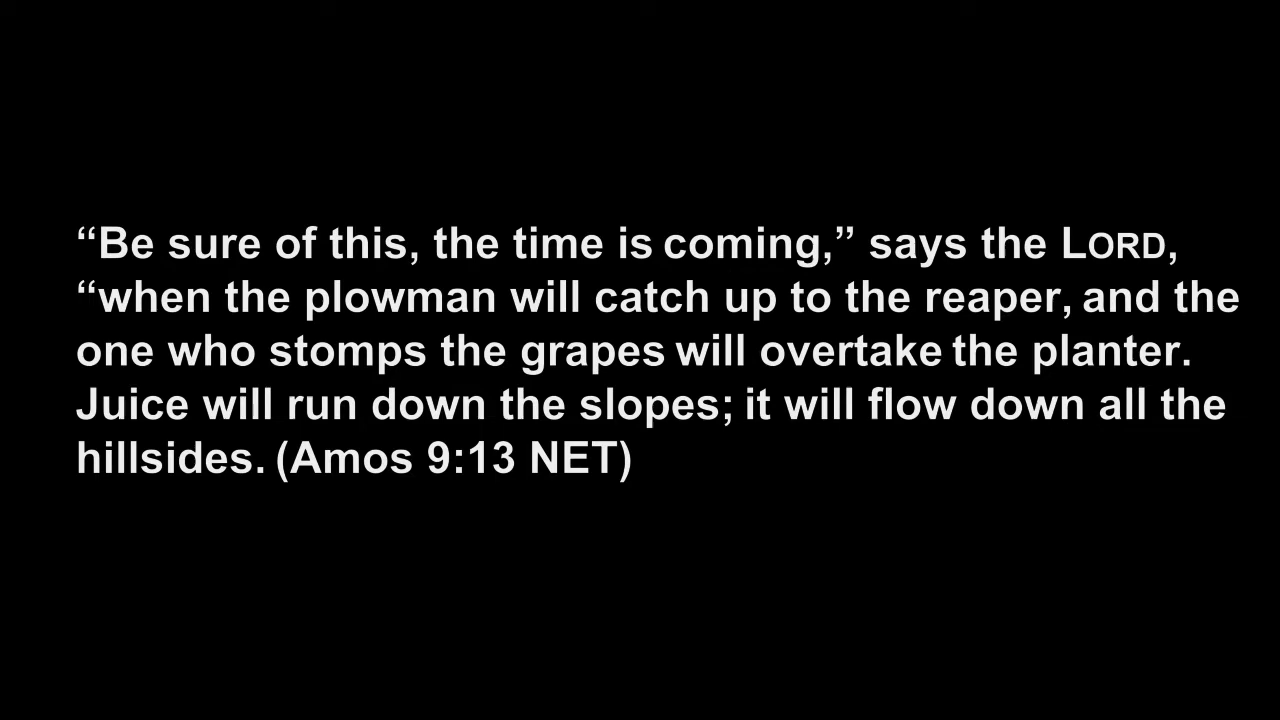 “Be sure of this, the time is coming,” says the LORD,
“when the plowman will catch up to the reaper, and the
one who stomps the grapes will overtake the planter.
Juice will run down the slopes; it will flow down all the
hillsides. (Amos 9:13 NET)